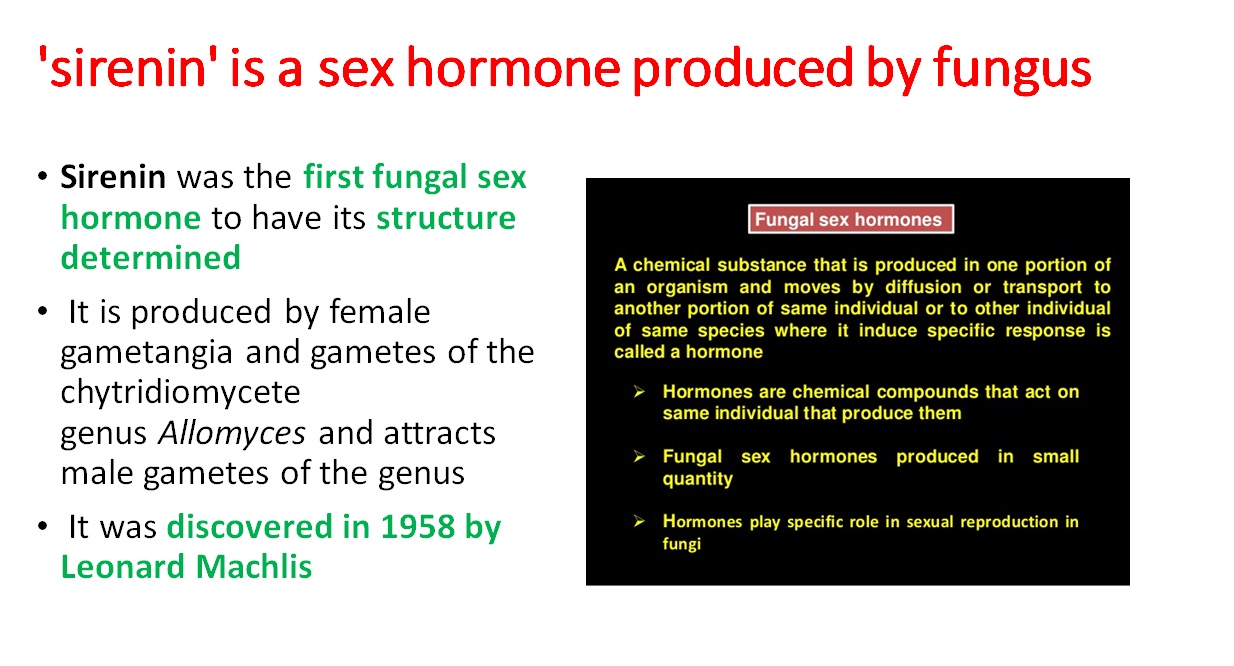 'sirenin' is a sex hormone produced by fungus
• Sirenin was the first fungal sex
hormone to have its structure
determined
• It is produced by female
gametangia and gametes of the
chytridiomycete
genus Allomyces and attracts
male gametes of the genus
• It was discovered in 1958 by
Leonard Machlis
Fungal sex hormones
A chemical substance that is produced in one portion of
an organism and moves by diffusion or transport to
another portion of same individual or to other individual
of same species where it induce specific response is
called a hormone
➢ Hormones are chemical compounds that act on
same individual that produce them
➢ Fungal sex hormones produced in small
quantity
➢ Hormones play specific role in sexual reproduction in
fungi